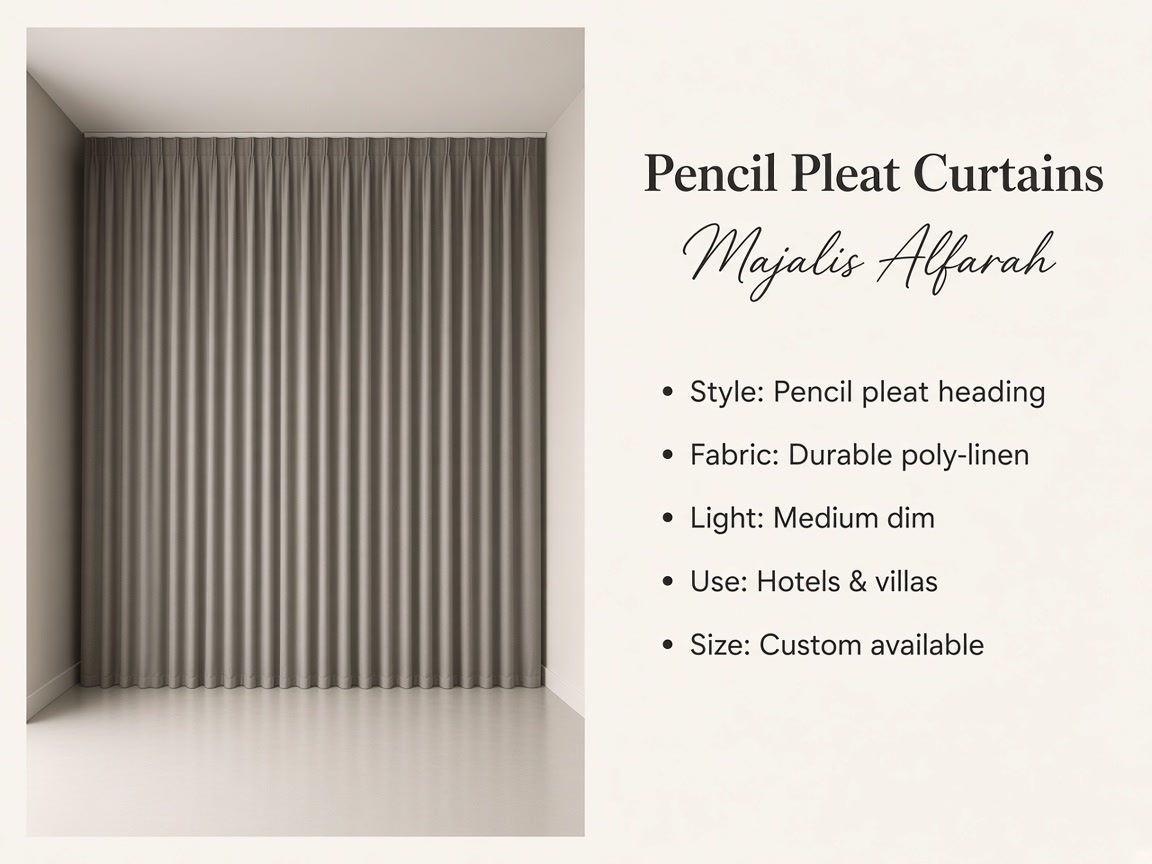 Pencil Pleat Curtains
Majalis Alfarah
• Style: Pencil pleat heading
• Fabric: Durable poly-linen
• Light: Medium dim
• Use: Hotels & villas
• Size: Custom available